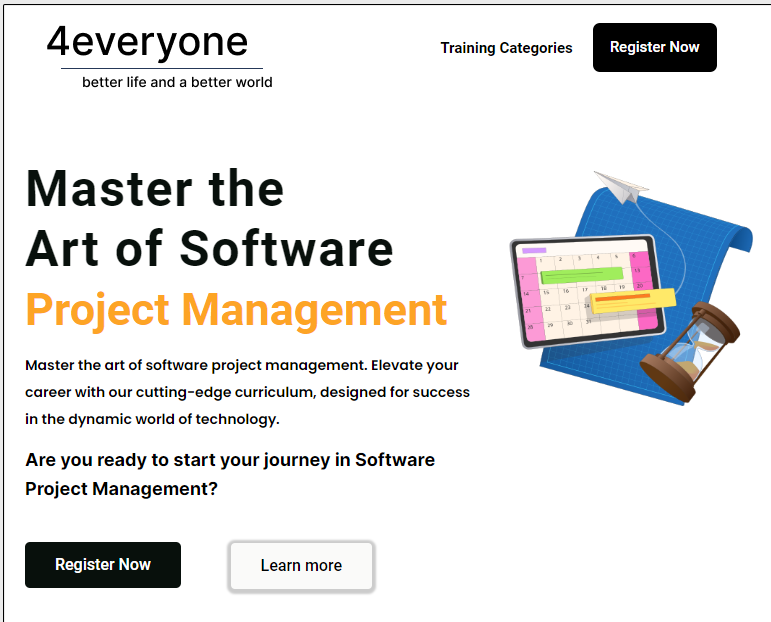 4everyone
better life and a better world
Training Categories
Register Now
Master the
Art of Software
Project Management
Master the art of software project management. Elevate your
career with our cutting-edge curriculum, designed for success
in the dynamic world of technology.
Are you ready to start your journey in Software
Project Management?
Register Now
Learn more